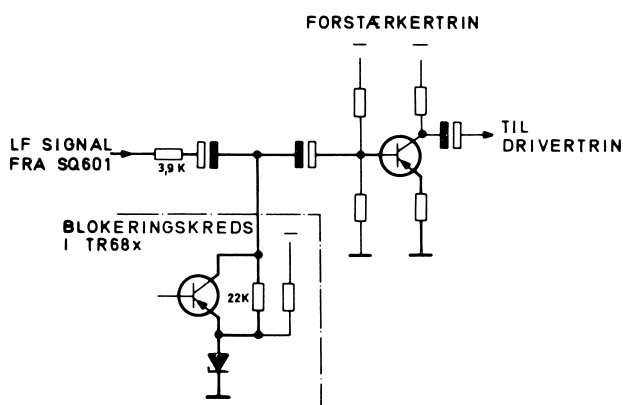 FORSTÆRKERTRIN
LF SIGNAL
FRA SQ601
3,9 K
TIL
DRIVERTRIN
BLOKERINGSKREDS
I TR68x
22K